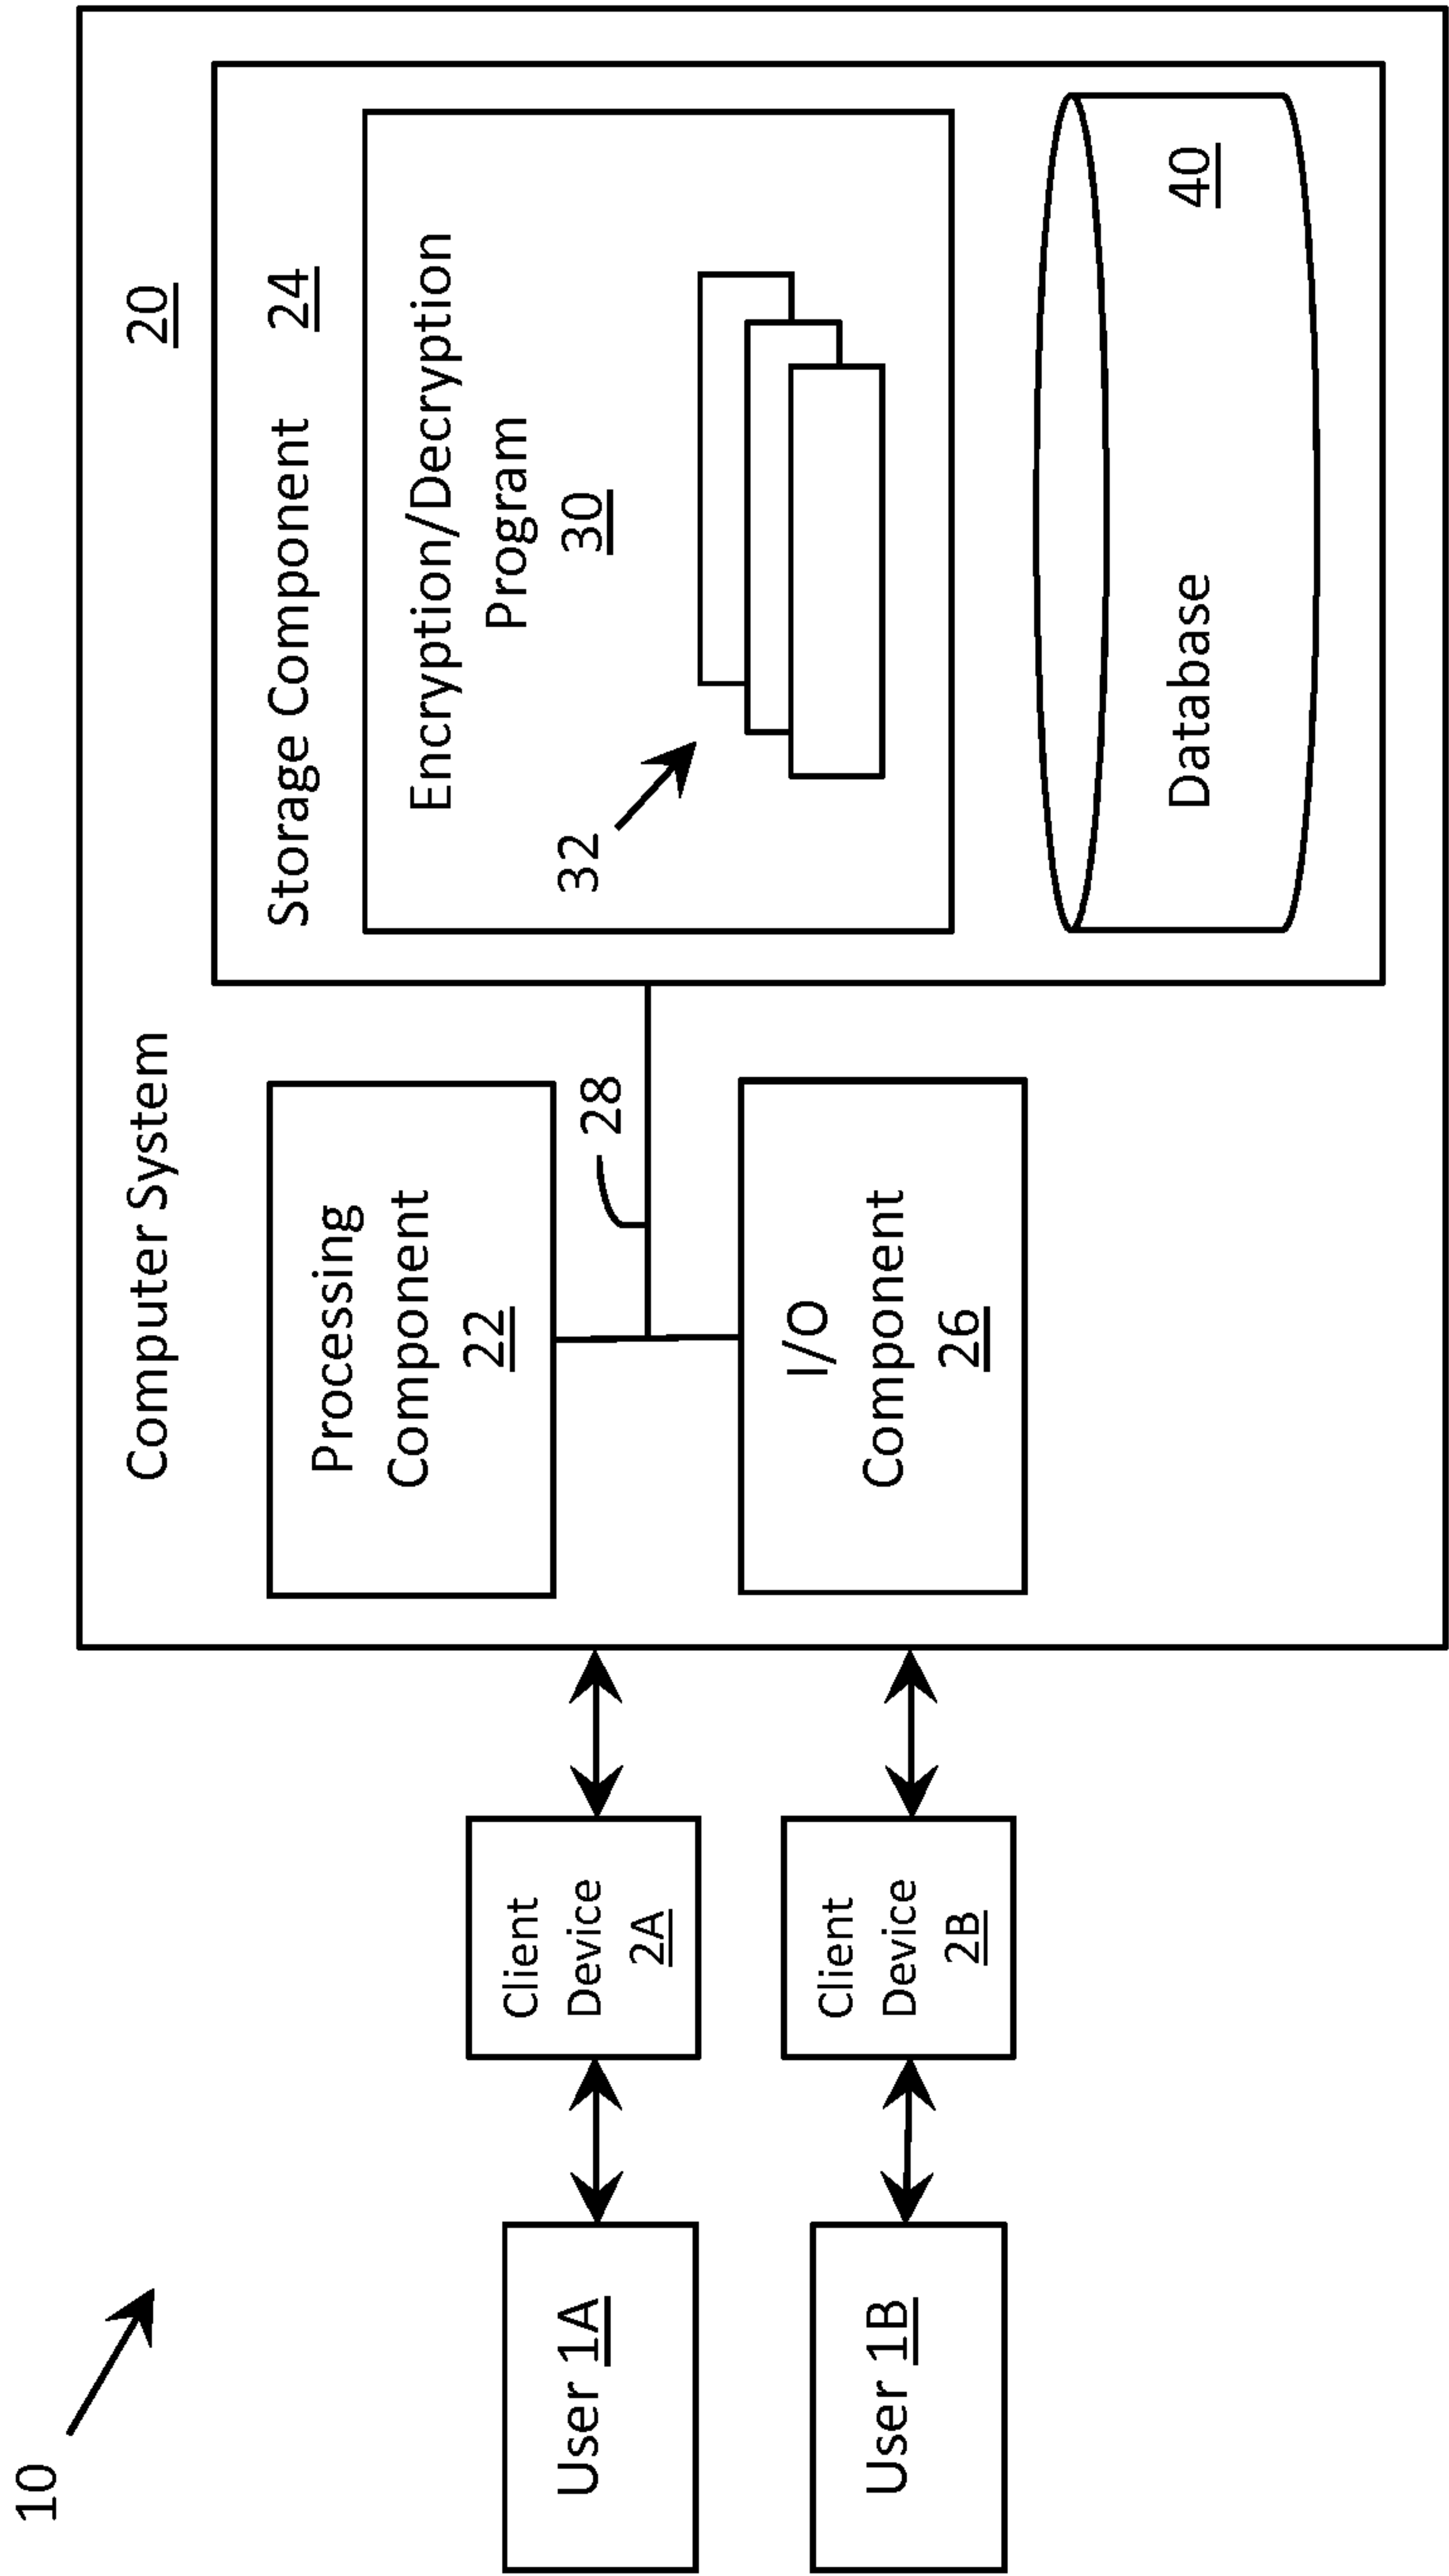 10
Computer System 20
Storage Component 24
Processing
Component
22
28
I/O
Component
26
Encryption/Decryption
Program
30
32
Database 40
Client
Device
2A
Client
Device
2B
User 1A
User 1B